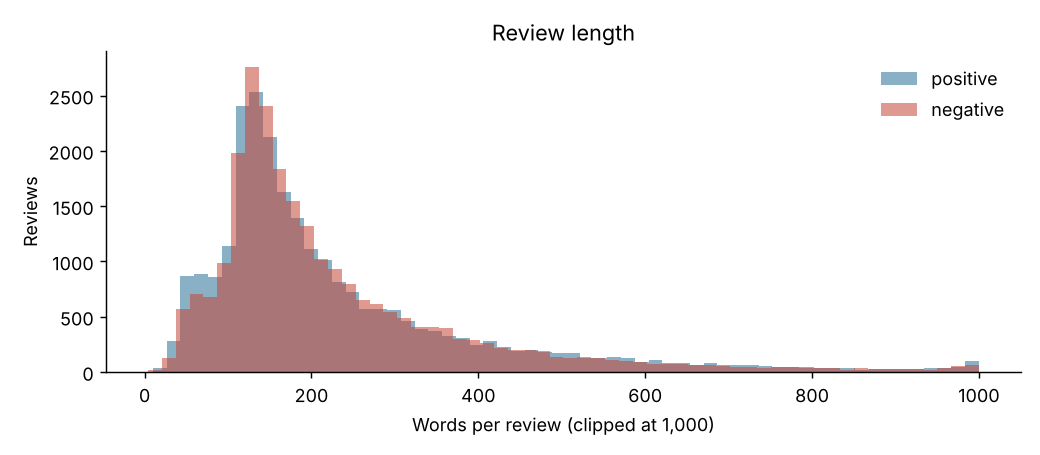 Review length
positive
negative
Reviews
2500
2000
1500
1000
500
0
0 200 400 600 800 1000
Words per review (clipped at 1,000)